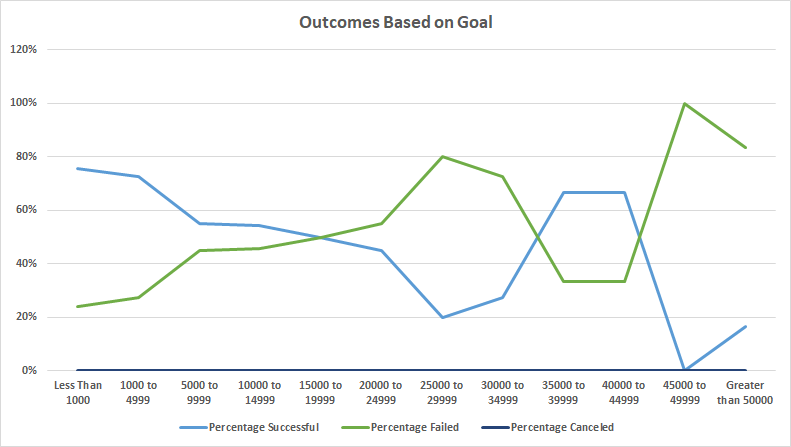 Outcomes Based on Goal
120%
100%
80%
60%
40%
20%
0%
Less Than
1000
1000 to
4999
5000 to
9999
10000 to
14999
15000 to
19999
20000 to
24999
25000 to
29999
30000 to
34999
35000 to
39999
40000 to
44999
45000 to
49999
Greater
than 50000
Percentage Successful
Percentage Failed
Percentage Canceled